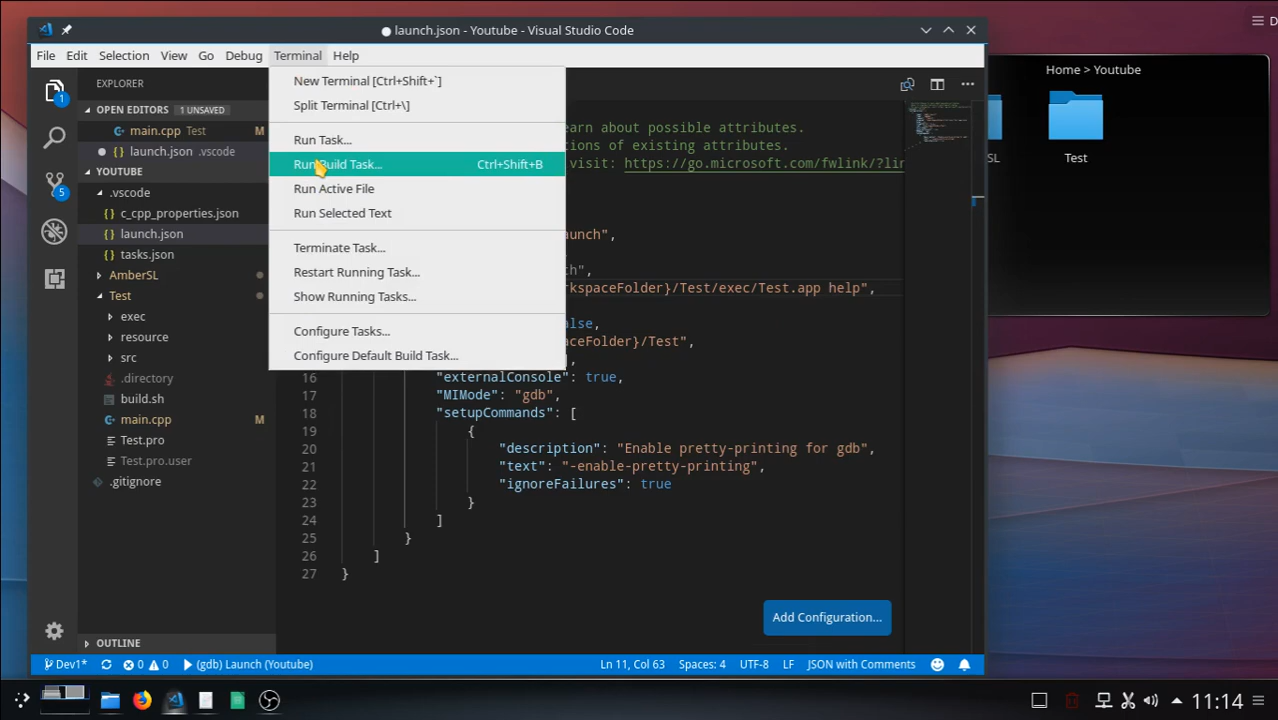 ● launch.json - Youtube - Visual Studio Code
File Edit Selection View Go Debug Terminal Help
EXPLORER
OPEN EDITORS 1 UNSAVED
main.cpp Test M
launch.json .vscode
YOUTUBE
.vscode
{} c_cpp_properties.json
{} launch.json
{} tasks.json
AmberSL
Test
exec
resource
src
.directory
build.sh
main.cpp M
Test.pro
Test.pro.user
.gitignore
OUTLINE
1
5
New Terminal [Ctrl+Shift+`]
Split Terminal [Ctrl+\]
Run Task...
Run Build Task... Ctrl+Shift+B
Run Active File
Run Selected Text
Terminate Task...
Restart Running Task...
Show Running Tasks...
Configure Tasks...
Configure Default Build Task...
earn about possible attributes.
tions of existing attributes.
visit: https://go.microsoft.com/fwlink/?lin
aunch",
th",
rkspaceFolder}/Test/exec/Test.app help",
alse,
aceFolder}/Test",
],
16 "externalConsole": true,
17 "MIMode": "gdb",
18 "setupCommands": [
19 {
20 "description": "Enable pretty-printing for gdb",
21 "text": "-enable-pretty-printing",
22 "ignoreFailures": true
23 }
24 ]
25 }
26 ]
27 }
Add Configuration...
Dev1* 0 0 (gdb) Launch (Youtube) Ln 11, Col 63 Spaces: 4 UTF-8 LF JSON with Comments
D
Home > Youtube
SL
Test
11:14